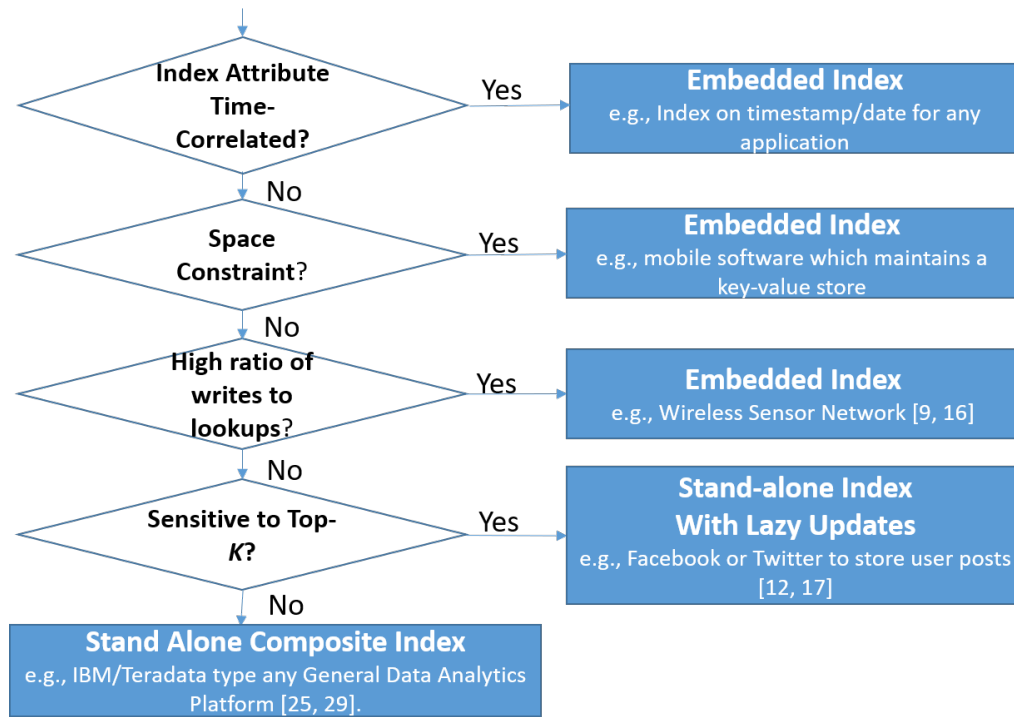 Index Attribute
Time-
Correlated?
Yes
Embedded Index
e.g., Index on timestamp/date for any
application
No
Space
Constraint?
Yes
Embedded Index
e.g., mobile software which maintains a
key-value store
No
High ratio of
writes to
lookups?
Yes
Embedded Index
e.g., Wireless Sensor Network [9, 16]
No
Sensitive to Top-
K?
Yes
Stand-alone Index
With Lazy Updates
e.g., Facebook or Twitter to store user posts
[12, 17]
No
Stand Alone Composite Index
e.g., IBM/Teradata type any General Data Analytics
Platform [25, 29].